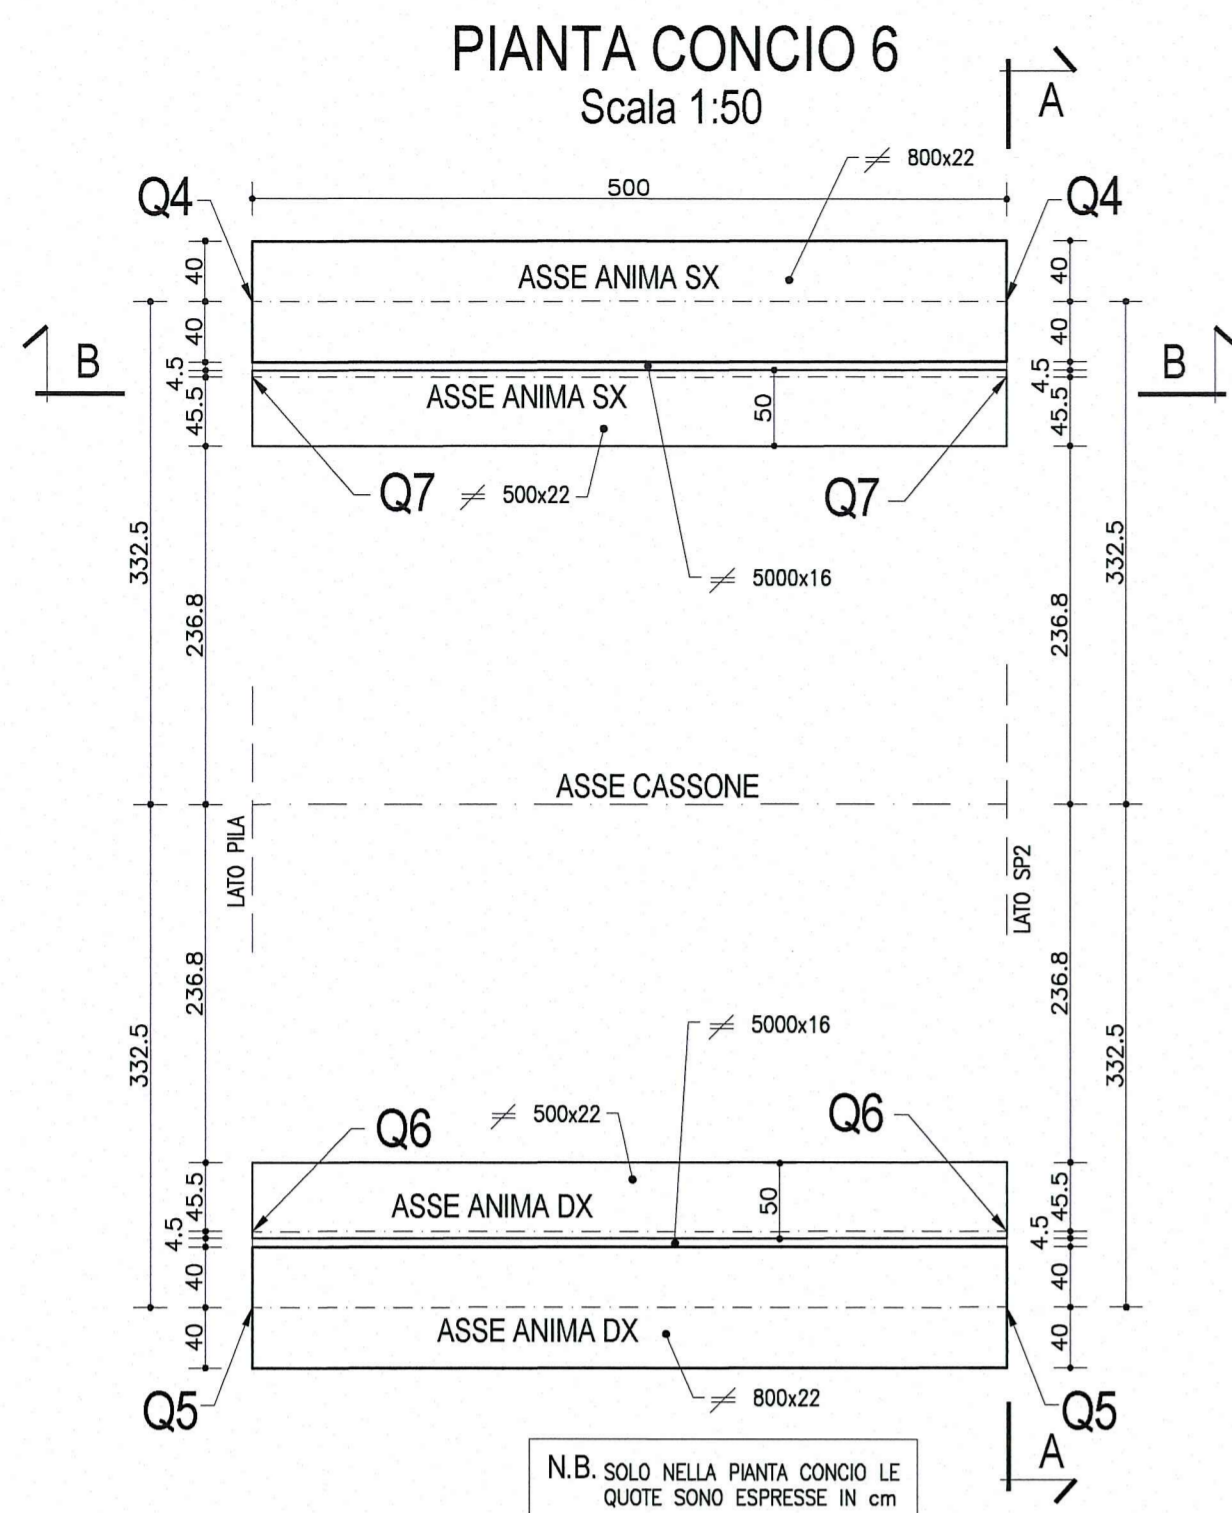 PIANTA CONCIO 6
Scala 1:50
A
800x22
500
Q4
Q4
40
ASSE ANIMA SX
40
40
40
B
B
4.5
4.5
45.5
ASSE ANIMA SX
50
45.5
Q7
500x22
Q7
332.5
5000x16
332.5
236.8
236.8
ASSE CASSONE
LATO PILA
LATO SP2
236.8
236.8
332.5
5000x16
332.5
Q6
500x22
Q6
45.5
ASSE ANIMA DX
50
45.5
4.5
4.5
40
40
40
ASSE ANIMA DX
40
Q5
800x22
Q5
A
N.B. SOLO NELLA PIANTA CONCIO LE
QUOTE SONO ESPRESSE IN cm